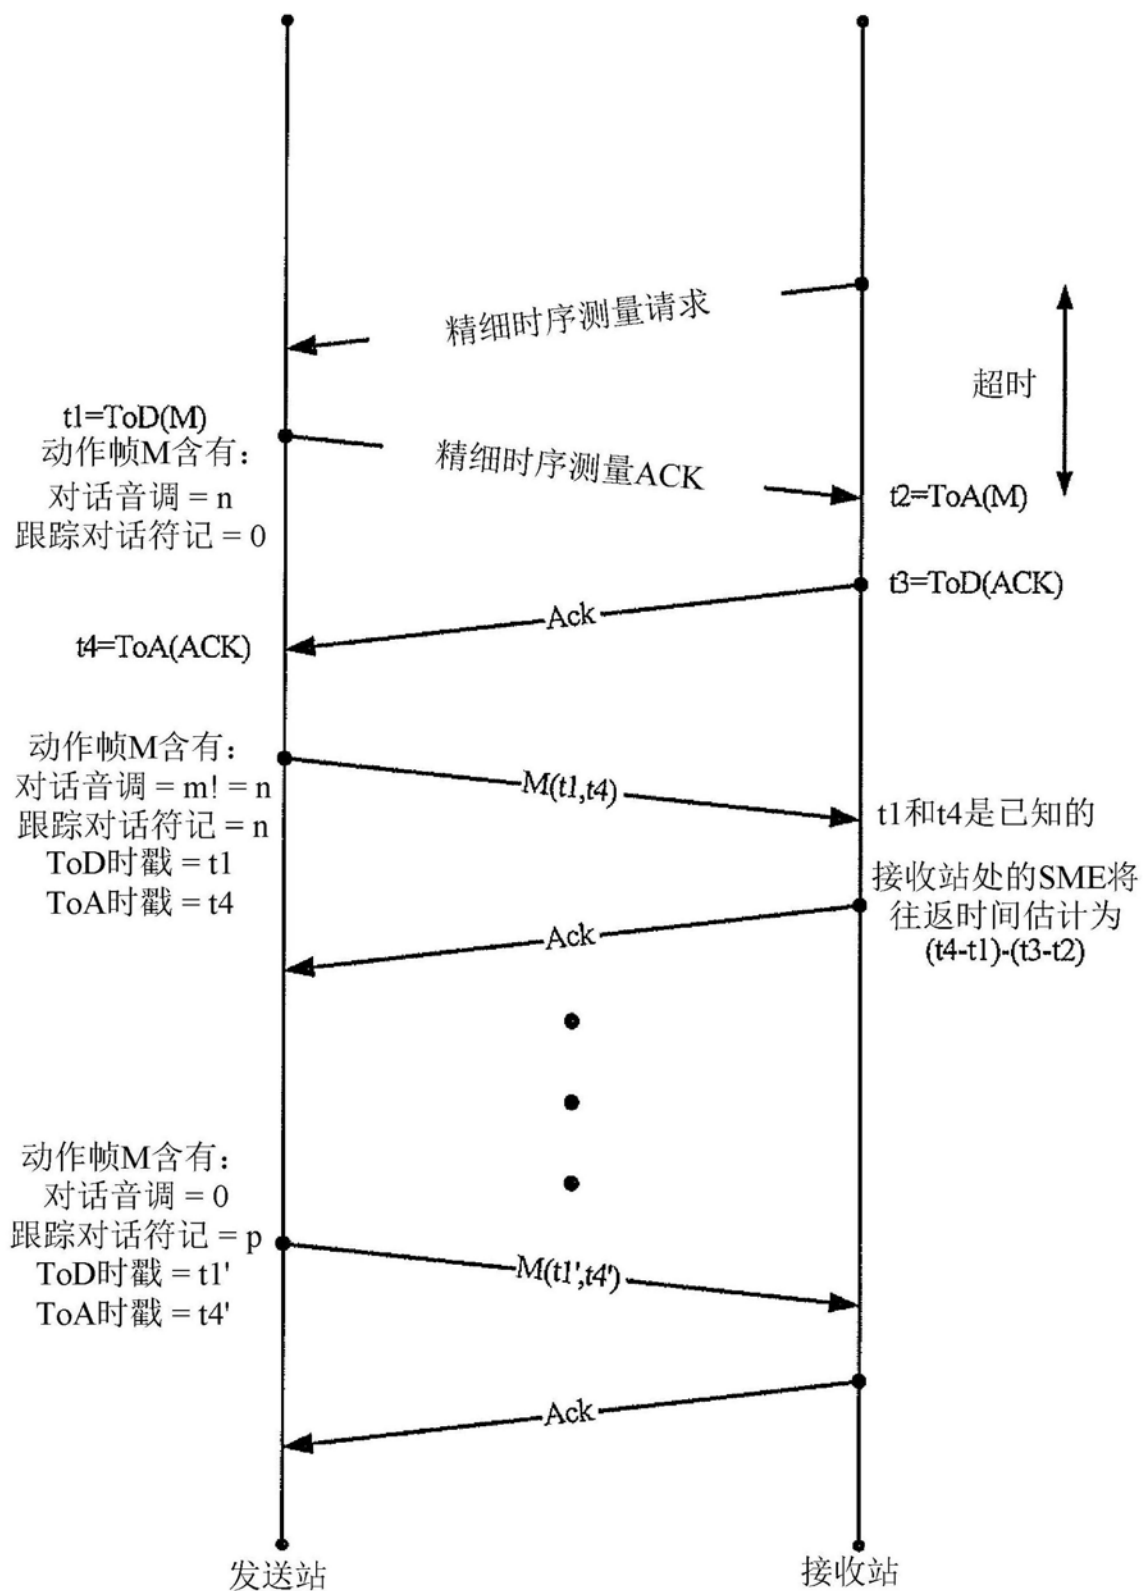 精细时序测量请求
超时
t1=ToD(M)
动作帧M含有：
对话音调 = n
跟踪对话符记 = 0
精细时序测量ACK
t2=ToA(M)
t3=ToD(ACK)
Ack
t4=ToA(ACK)
动作帧M含有：
对话音调 = m! = n
跟踪对话符记 = n
ToD时戳 = t1
ToA时戳 = t4
M(t1,t4)
t1和t4是已知的
接收站处的SME将
往返时间估计为
(t4-t1)-(t3-t2)
Ack
动作帧M含有：
对话音调 = 0
跟踪对话符记 = p
ToD时戳 = t1'
ToA时戳 = t4'
M(t1',t4')
Ack
发送站
接收站